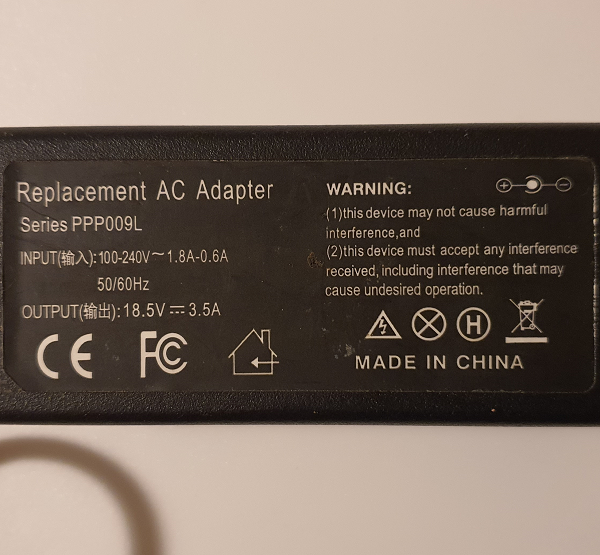 Replacement AC Adapter
Series PPP009L
INPUT(输入):100-240V~1.8A-0.6A
50/60Hz
OUTPUT(输出):18.5V⎓3.5A
CE FC
WARNING:
(1)this device may not cause harmful
interference,and
(2)this device must accept any interference
received, including interference that may
cause undesired operation.
H
MADE IN CHINA